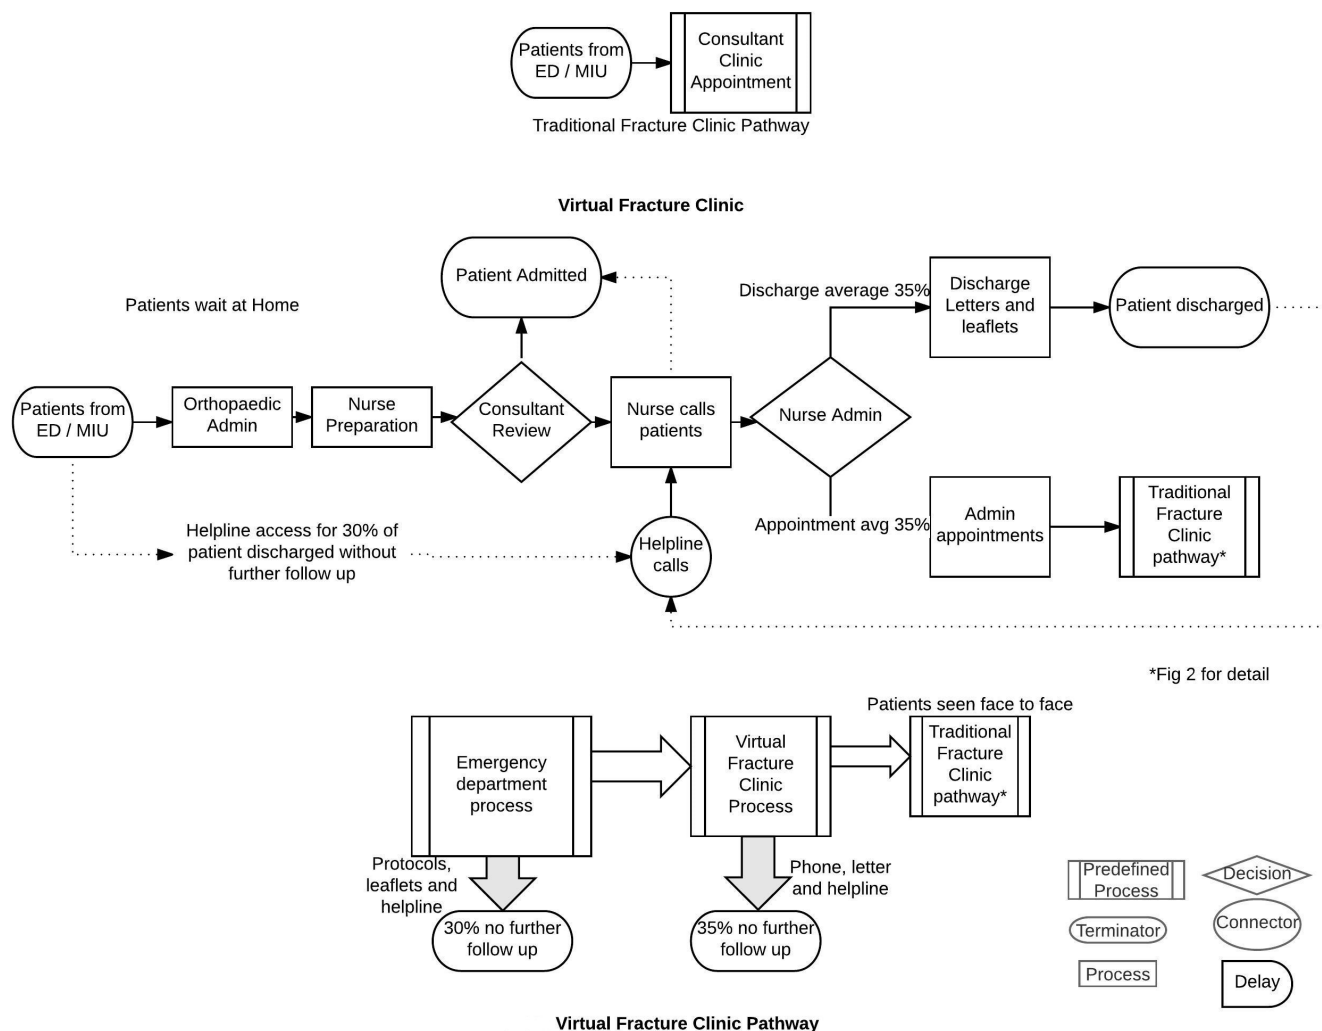 Patients from
ED / MIU
Consultant
Clinic
Appointment
Traditional Fracture Clinic Pathway
Virtual Fracture Clinic
Patient Admitted
Patients wait at Home
Discharge average 35%
Discharge
Letters and
leaflets
Patient discharged
Patients from
ED / MIU
Orthopaedic
Admin
Nurse
Preparation
Consultant
Review
Nurse calls
patients
Nurse Admin
Helpline access for 30% of
patient discharged without
further follow up
Helpline
calls
Appointment avg 35%
Admin
appointments
Traditional
Fracture
Clinic
pathway*
*Fig 2 for detail
Patients seen face to face
Emergency
department
process
Virtual
Fracture
Clinic
Process
Traditional
Fracture
Clinic
pathway*
Protocols,
leaflets and
helpline
Phone, letter
and helpline
30% no further
follow up
35% no further
follow up
Predefined
Process
Decision
Terminator
Connector
Process
Delay
Virtual Fracture Clinic Pathway